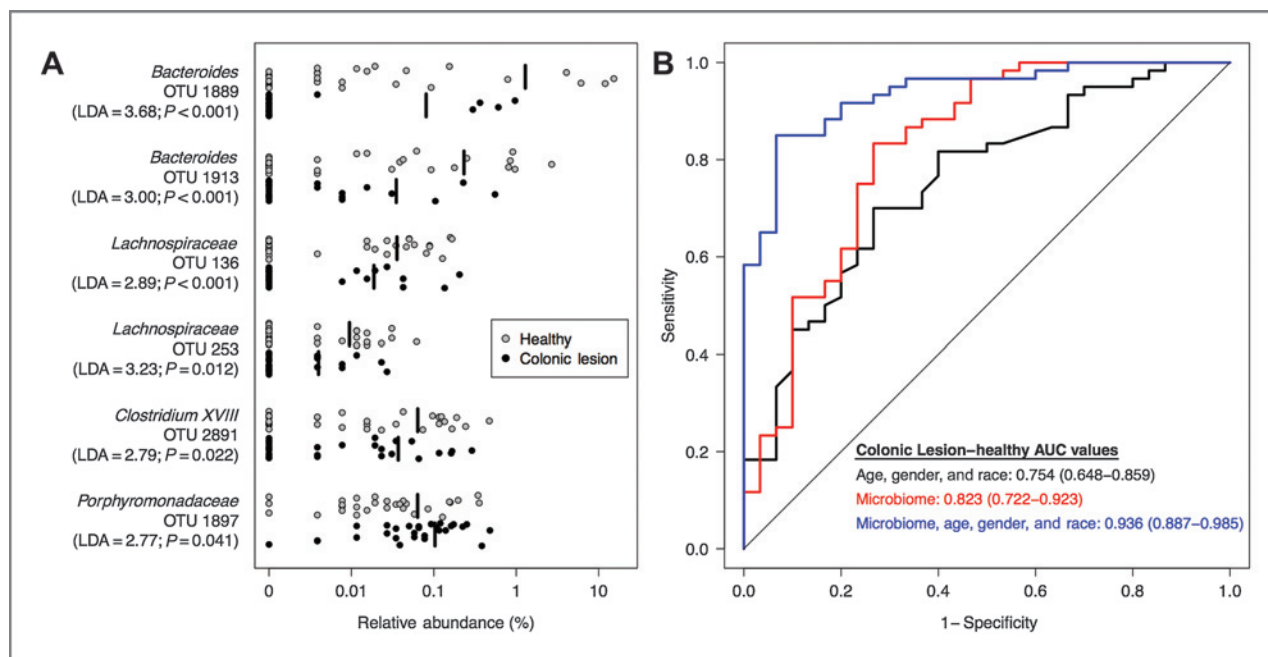 A
Bacteroides
OTU 1889
(LDA = 3.68; P < 0.001)
Bacteroides
OTU 1913
(LDA = 3.00; P < 0.001)
Lachnospiraceae
OTU 136
(LDA = 2.89; P < 0.001)
Lachnospiraceae
OTU 253
(LDA = 3.23; P = 0.012)
Clostridium XVIII
OTU 2891
(LDA = 2.79; P = 0.022)
Porphyromonadaceae
OTU 1897
(LDA = 2.77; P = 0.041)
Healthy
Colonic lesion
0 0.01 0.1 1 10
Relative abundance (%)
B
1.0
0.8
0.6
0.4
0.2
0.0
Sensitivity
Colonic Lesion–healthy AUC values
Age, gender, and race: 0.754 (0.648–0.859)
Microbiome: 0.823 (0.722–0.923)
Microbiome, age, gender, and race: 0.936 (0.887–0.985)
0.0 0.2 0.4 0.6 0.8 1.0
1– Specificity